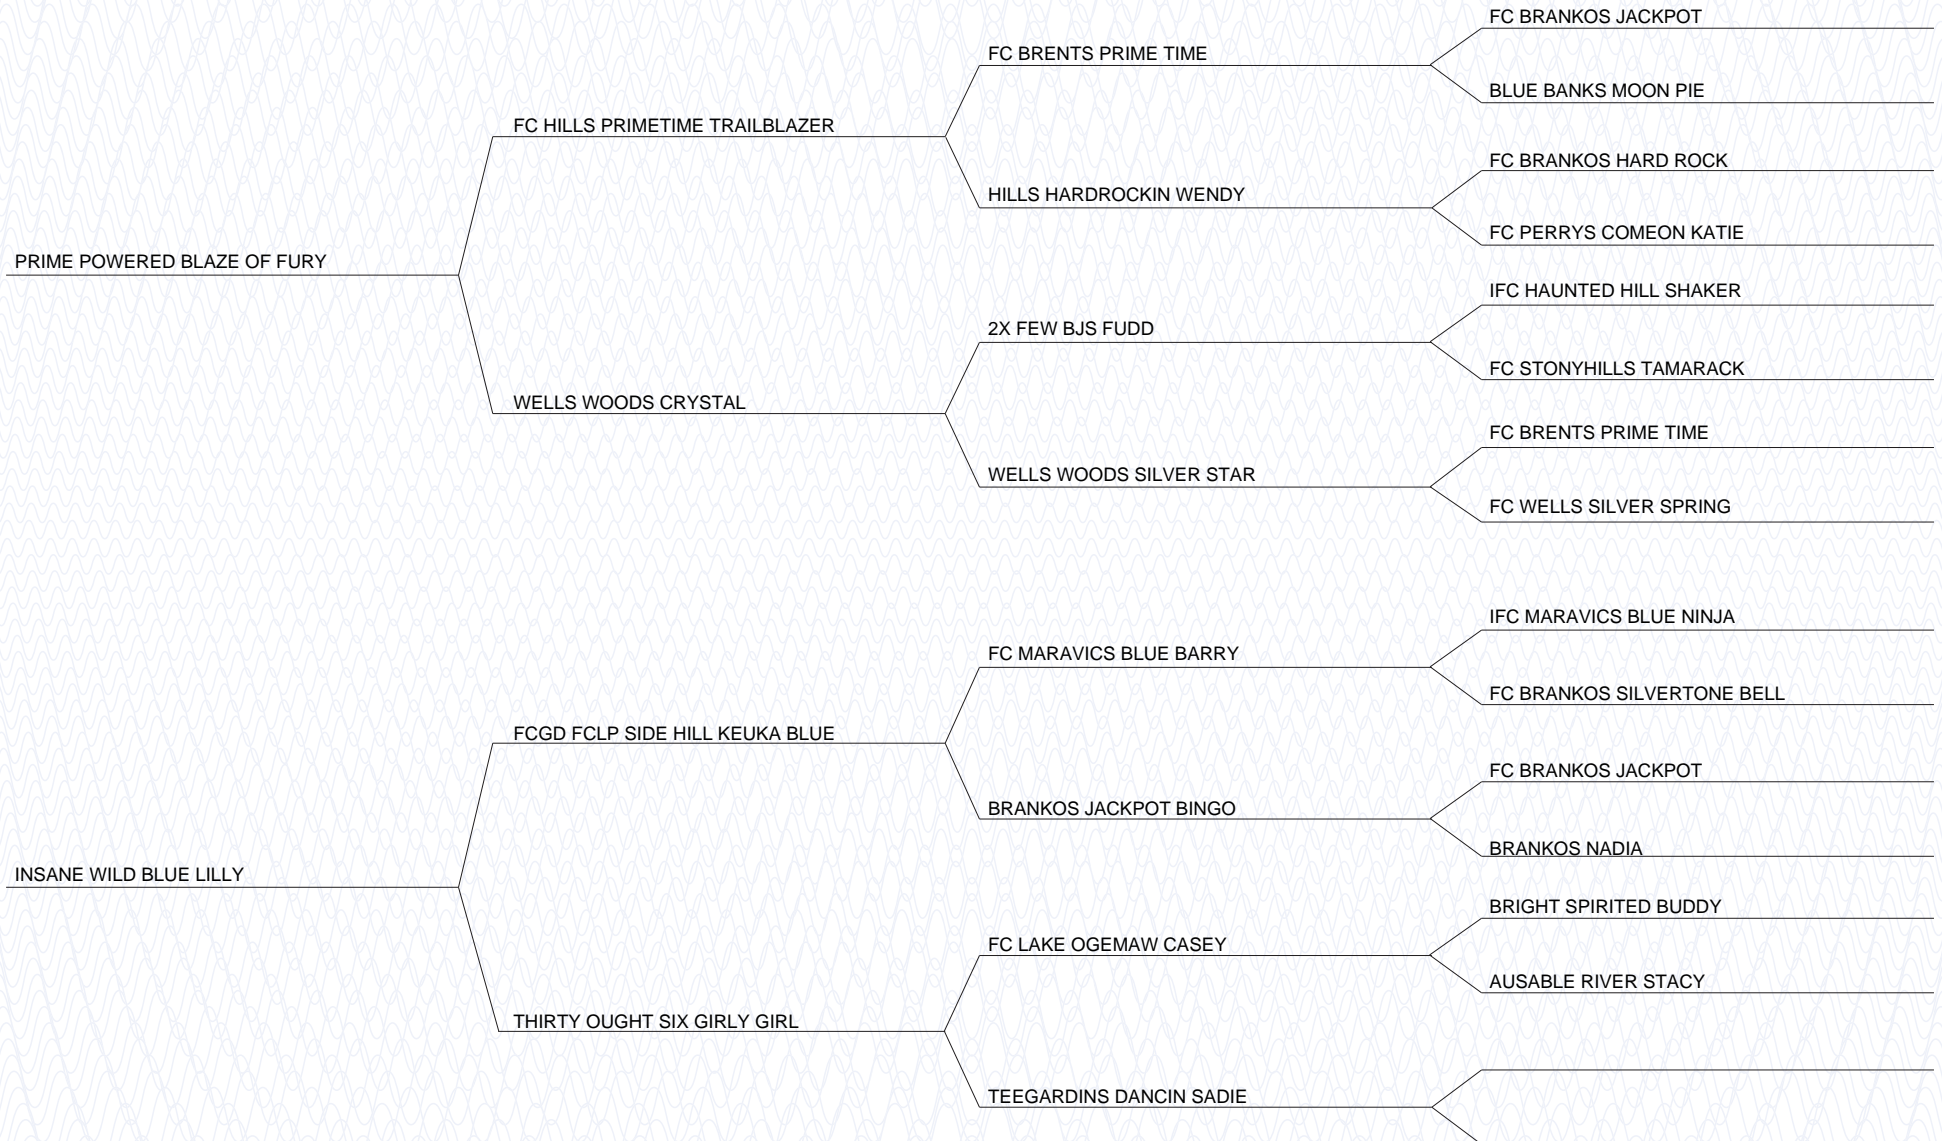 FC BRANKOS JACKPOT
FC BRENTS PRIME TIME
BLUE BANKS MOON PIE
FC HILLS PRIMETIME TRAILBLAZER
FC BRANKOS HARD ROCK
HILLS HARDROCKIN WENDY
FC PERRYS COMEON KATIE
PRIME POWERED BLAZE OF FURY
IFC HAUNTED HILL SHAKER
2X FEW BJS FUDD
FC STONYHILLS TAMARACK
WELLS WOODS CRYSTAL
FC BRENTS PRIME TIME
WELLS WOODS SILVER STAR
FC WELLS SILVER SPRING
IFC MARAVICS BLUE NINJA
FC MARAVICS BLUE BARRY
FC BRANKOS SILVERTONE BELL
FCGD FCLP SIDE HILL KEUKA BLUE
FC BRANKOS JACKPOT
BRANKOS JACKPOT BINGO
BRANKOS NADIA
INSANE WILD BLUE LILLY
BRIGHT SPIRITED BUDDY
FC LAKE OGEMAW CASEY
AUSABLE RIVER STACY
THIRTY OUGHT SIX GIRLY GIRL
TEEGARDINS DANCIN SADIE